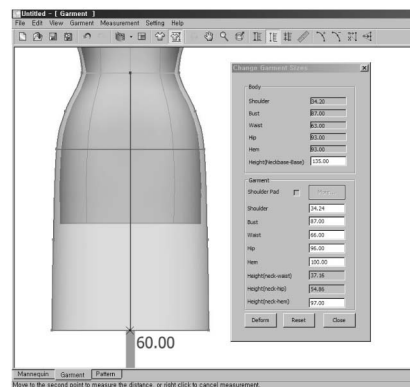 Untitled - [ Garment ]
File Edit View Garment Measurement Setting Help
Change Garment Sizes
Body
Shoulder 34.20
Bust 87.00
Waist 63.00
Hip 93.00
Hem 93.00
Height(Neckbase-Base) 135.00
Garment
Shoulder Pad
Shoulder 34.24
Bust 87.00
Waist 66.00
Hip 96.00
Hem 100.00
Height(neck-waist) 37.16
Height(neck-hip) 54.86
Height(neck-hem) 97.00
Deform Reset Close
60.00
Mannequin Garment Pattern
Move to the second point to measure the distance, or right click to cancel measurement